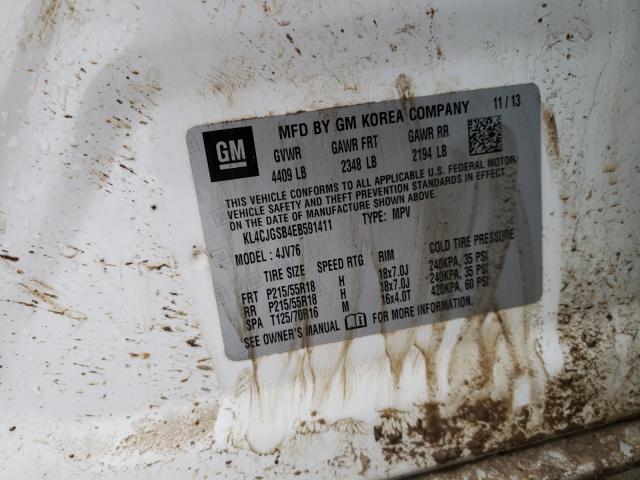 MFD BY GM KOREA COMPANY 11/13
GM
GVWR GAWR FRT GAWR RR
4409 LB 2348 LB 2194 LB
THIS VEHICLE CONFORMS TO ALL APPLICABLE U.S. FEDERAL MOTOR
VEHICLE SAFETY AND THEFT PREVENTION STANDARDS IN EFFECT
ON THE DATE OF MANUFACTURE SHOWN ABOVE.
KL4CJGSB4EB591411 TYPE: MPV
MODEL: 4JV76
TIRE SIZE SPEED RTG RIM COLD TIRE PRESSURE
FRT P215/55R18 H 18x7.0J 240KPA, 35 PSI
RR P215/55R18 H 18x7.0J 240KPA, 35 PSI
SPA T125/70R16 M 16x4.0T 420KPA, 60 PSI
SEE OWNER'S MANUAL FOR MORE INFORMATION.